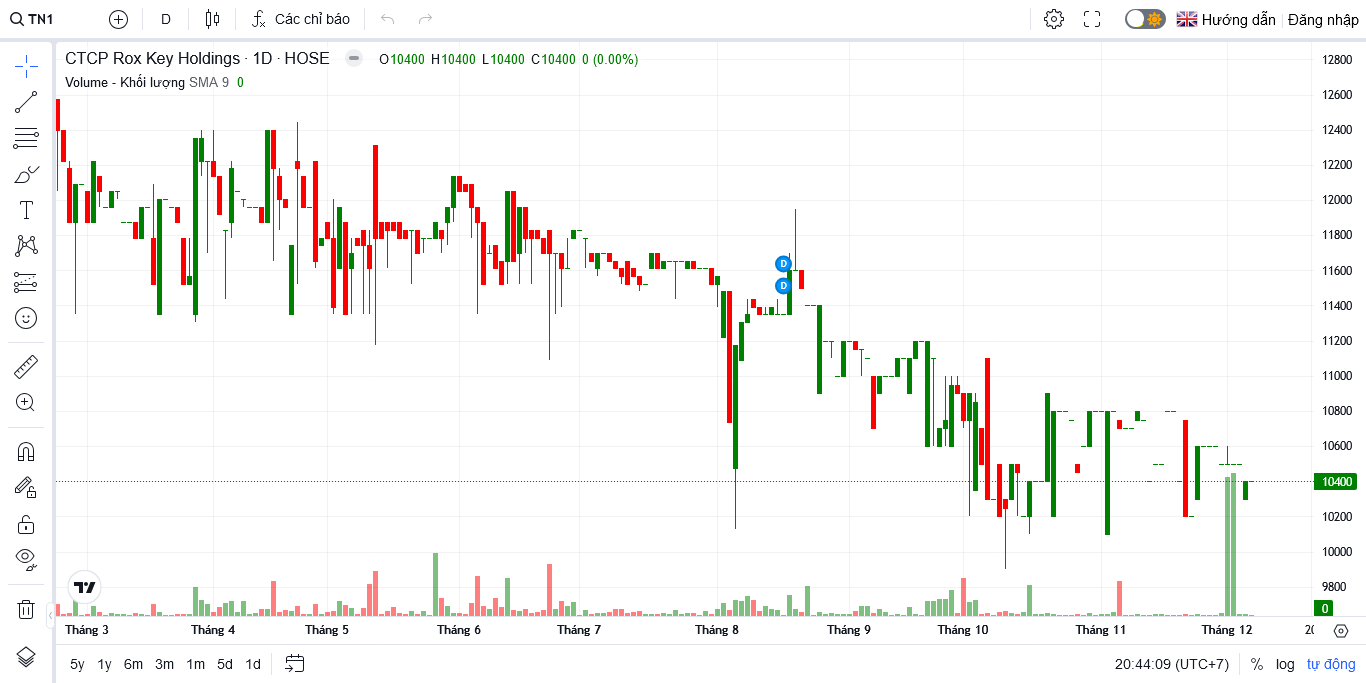 TN1 D Các chỉ báo Hướng dẫn Đăng nhập
CTCP Rox Key Holdings · 1D · HOSE O10400 H10400 L10400 C10400 0 (0.00%)
Volume - Khối lượng SMA 9 0
12800
12600
12400
12200
12000
11800
11600
11400
11200
11000
10800
10600
10400
10200
10000
9800
0
D
D
Tháng 3 Tháng 4 Tháng 5 Tháng 6 Tháng 7 Tháng 8 Tháng 9 Tháng 10 Tháng 11 Tháng 12
5y 1y 6m 3m 1m 5d 1d 20:44:09 (UTC+7) % log tự động